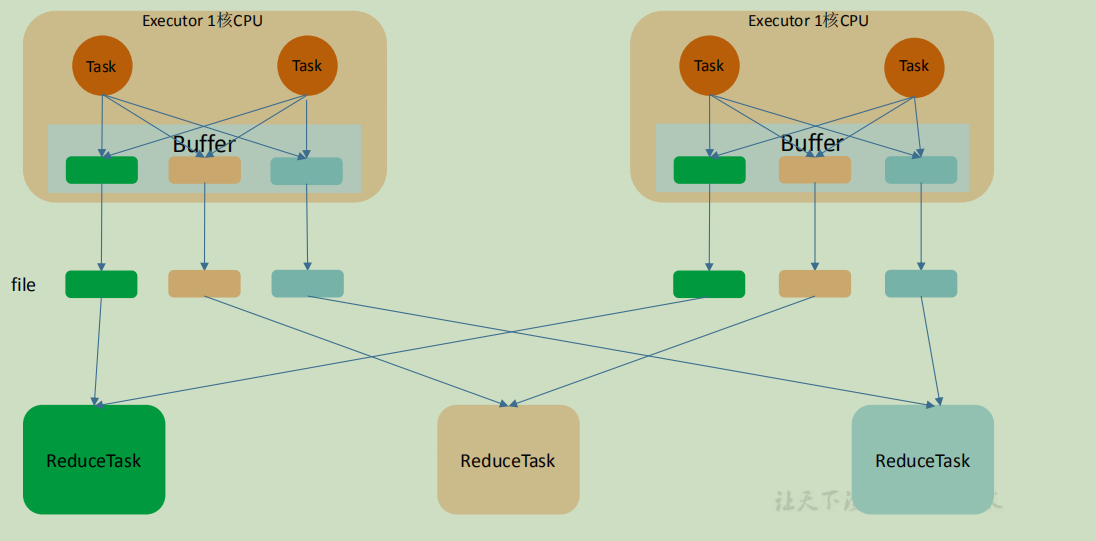 Executor 1核CPU
Executor 1核CPU
Task
Task
Task
Task
Buffer
Buffer
file
ReduceTask
ReduceTask
ReduceTask
让天下没